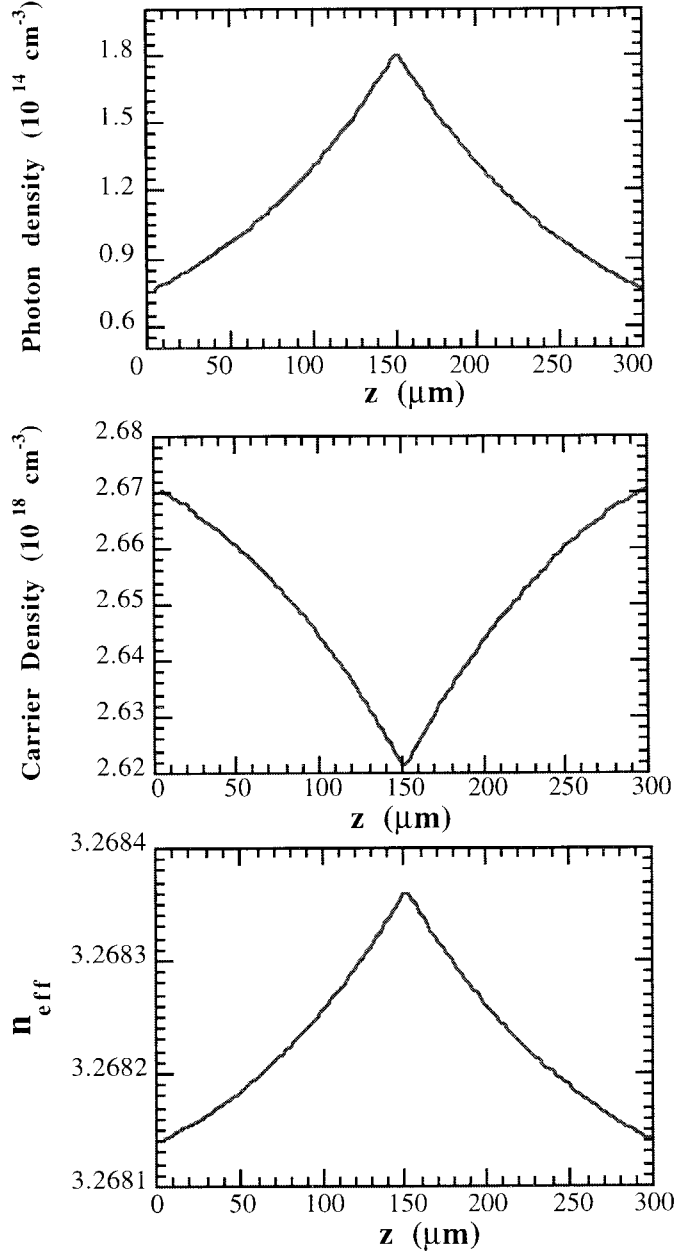 Photon density (10^14 cm^-3)
1.8
1.5
1.2
0.9
0.6
0 50 100 150 200 250 300
z (μm)
Carrier Density (10^18 cm^-3)
2.68
2.67
2.66
2.65
2.64
2.63
2.62
0 50 100 150 200 250 300
z (μm)
n_eff
3.2684
3.2683
3.2682
3.2681
0 50 100 150 200 250 300
z (μm)